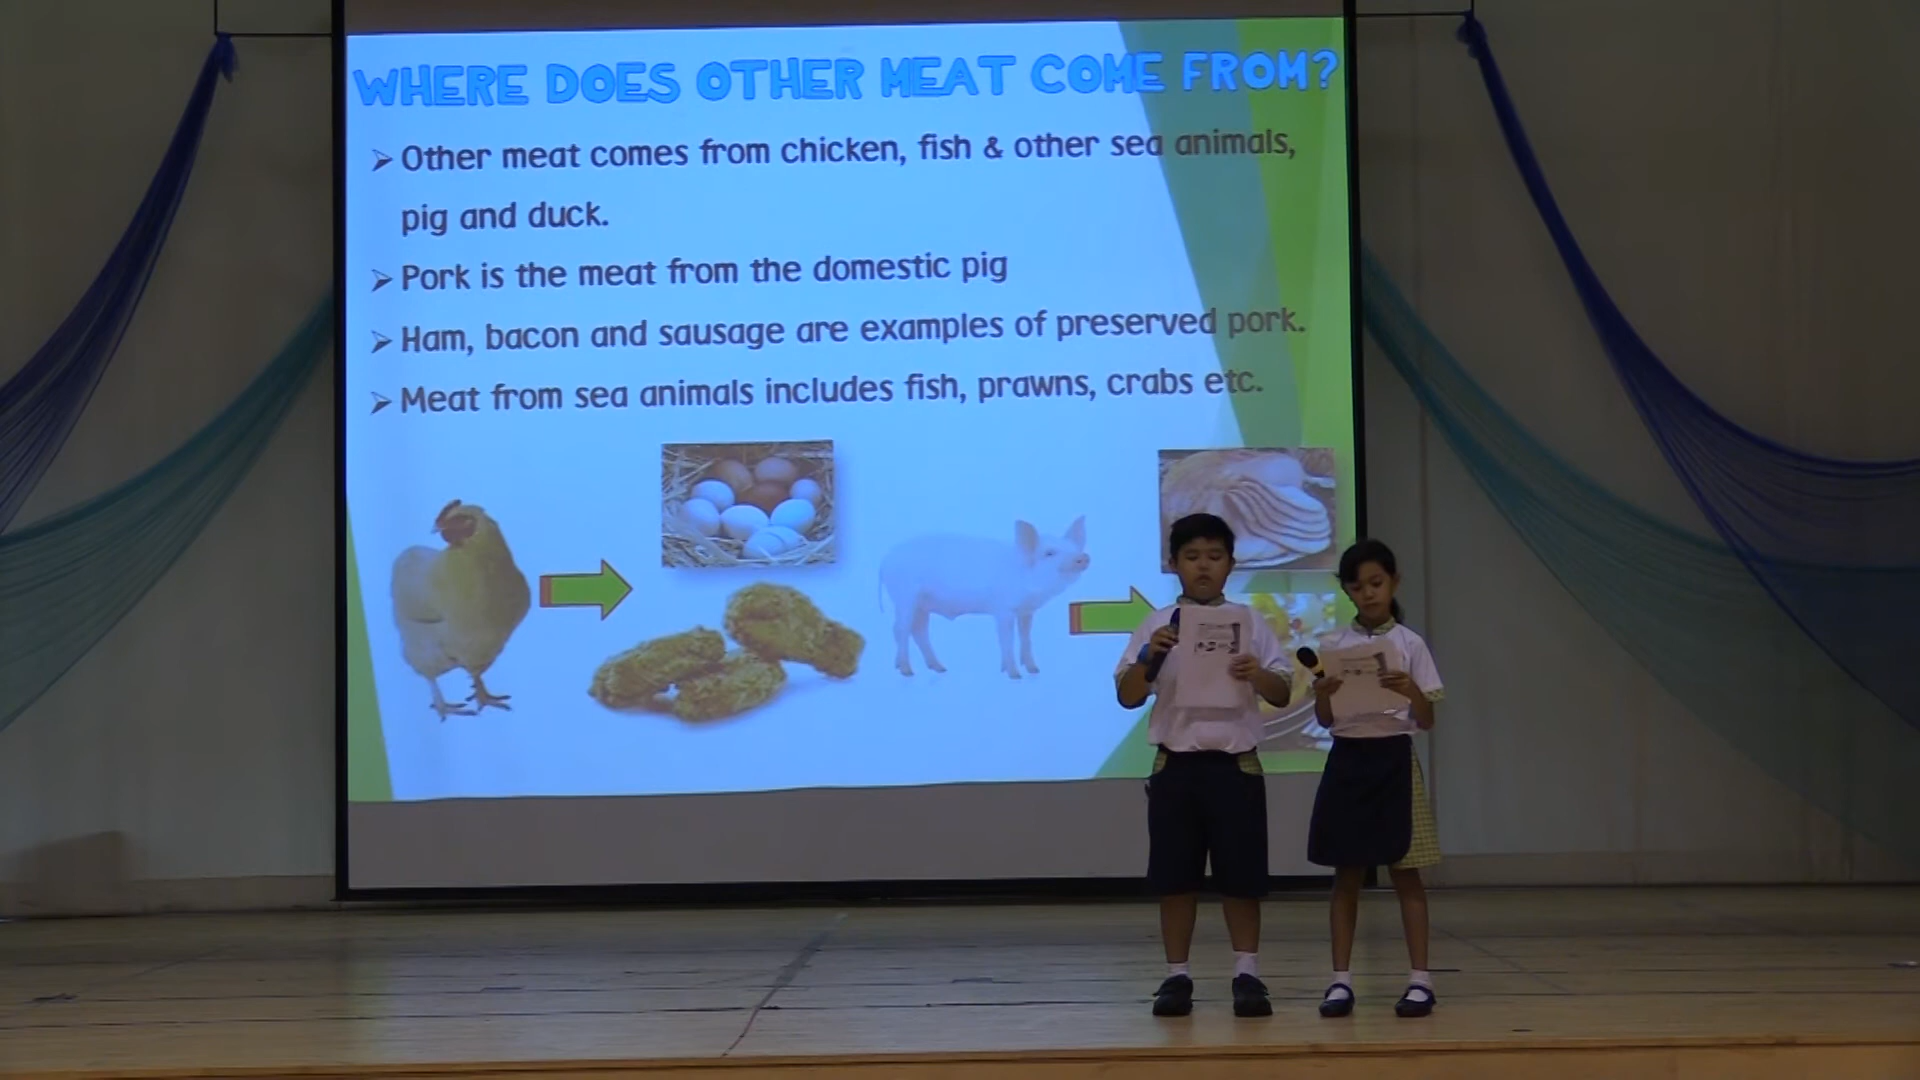 WHERE DOES OTHER MEAT COME FROM?
Other meat comes from chicken, fish & other sea animals,
pig and duck.
Pork is the meat from the domestic pig
Ham, bacon and sausage are examples of preserved pork.
Meat from sea animals includes fish, prawns, crabs etc.